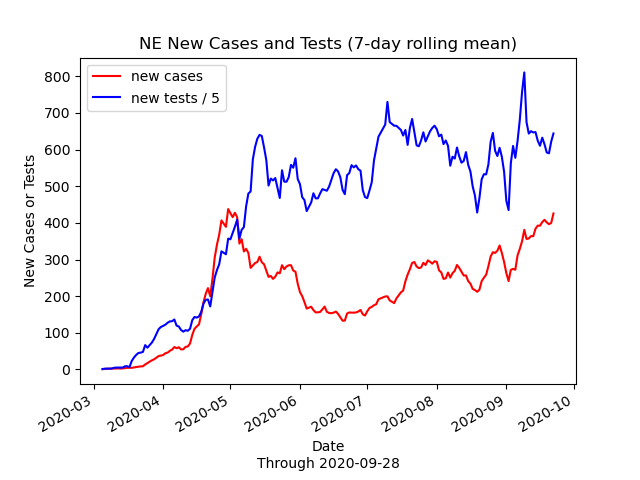 NE New Cases and Tests (7-day rolling mean)
new cases
new tests / 5
800
700
600
500
400
300
200
100
0
New Cases or Tests
2020-03
2020-04
2020-05
2020-06
2020-07
2020-08
2020-09
2020-10
Date
Through 2020-09-28